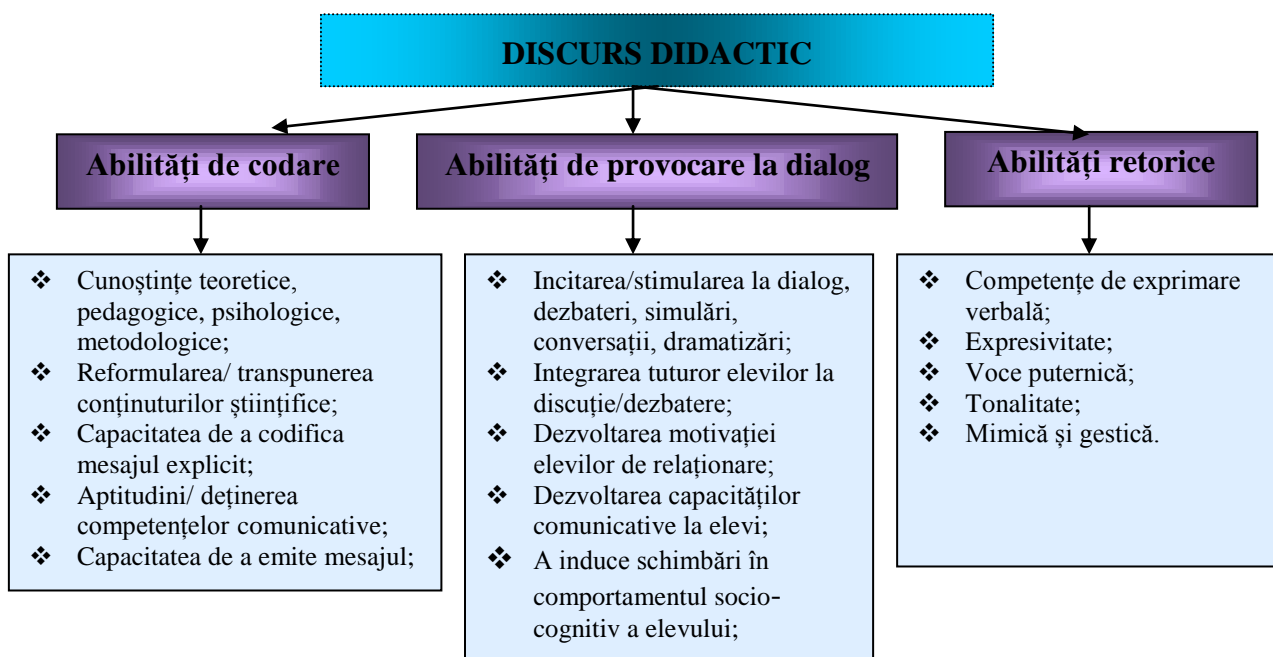 DISCURS DIDACTIC
Abilități de codare
Abilități de provocare la dialog
Abilități retorice
❖ Cunoștințe teoretice,
pedagogice, psihologice,
metodologice;
❖ Reformularea/ transpunerea
conținuturilor științifice;
❖ Capacitatea de a codifica
mesajul explicit;
❖ Aptitudini/ deținerea
competențelor comunicative;
❖ Capacitatea de a emite mesajul;
❖ Incitarea/stimularea la dialog,
dezbateri, simulări,
conversații, dramatizări;
❖ Integrarea tuturor elevilor la
discuție/dezbatere;
❖ Dezvoltarea motivației
elevilor de relaționare;
❖ Dezvoltarea capacităților
comunicative la elevi;
❖ A induce schimbări în
comportamentul socio-
cognitiv a elevului;
❖ Competențe de exprimare
verbală;
❖ Expresivitate;
❖ Voce puternică;
❖ Tonalitate;
❖ Mimică și gestică.